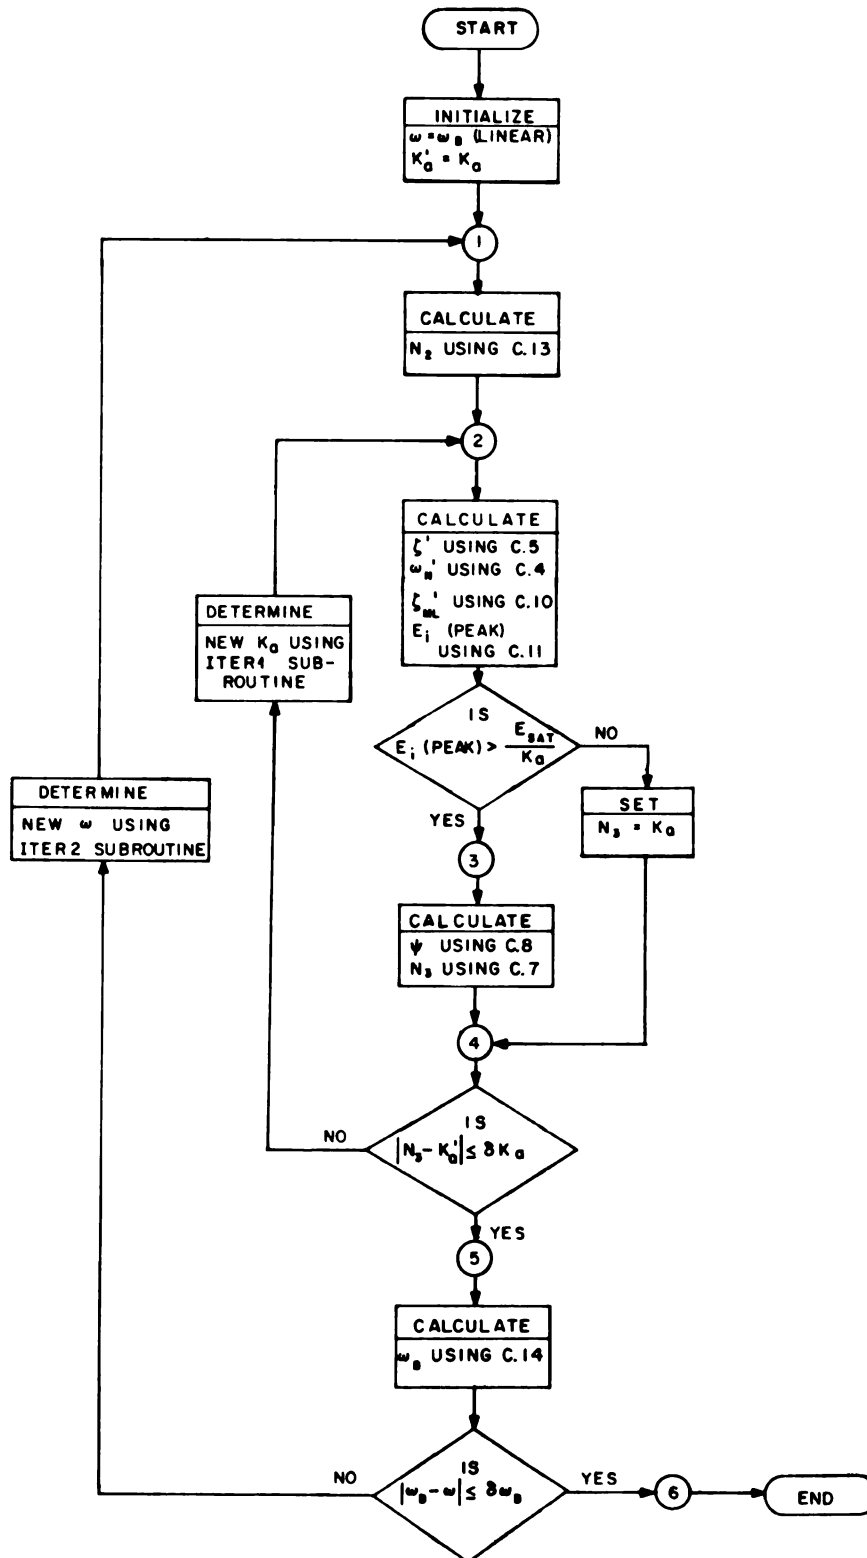 START
INITIALIZE
ω = ω_B (LINEAR)
K_a' = K_a
1
CALCULATE
N_2 USING C.13
2
CALCULATE
ζ' USING C.5
ω_N' USING C.4
ζ_ML' USING C.10
E_i (PEAK)
USING C.11
DETERMINE
NEW K_a USING
ITER1 SUB-
ROUTINE
IS
E_i (PEAK) > E_SAT / K_a
NO
YES
SET
N_3 = K_a
DETERMINE
NEW ω USING
ITER2 SUBROUTINE
3
CALCULATE
ψ USING C.8
N_3 USING C.7
4
IS
|N_3 - K_a'| ≤ δK_a
NO
YES
5
CALCULATE
ω_B USING C.14
IS
|ω_B - ω| ≤ δω_B
NO
YES
6
END